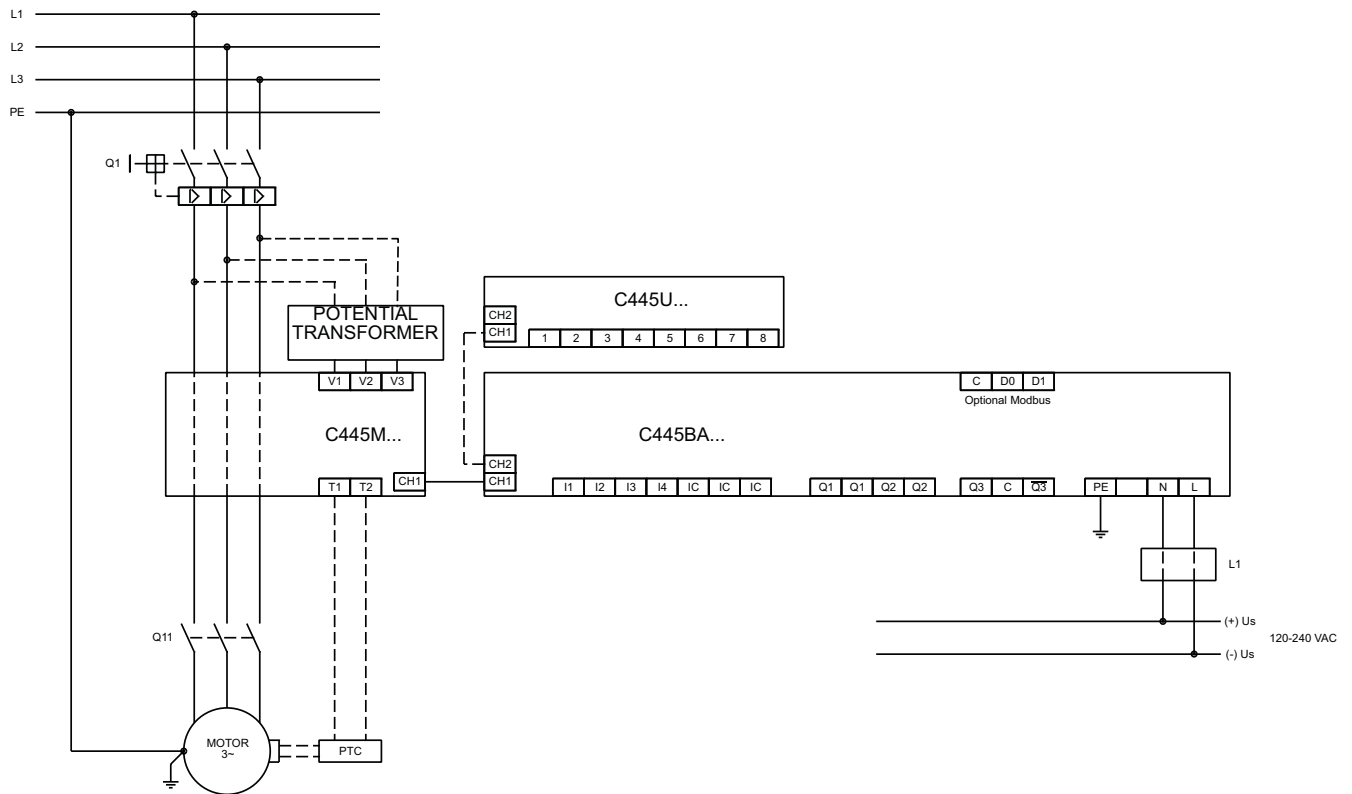 L1
L2
L3
PE
Q1
POTENTIAL
TRANSFORMER
C445U...
CH2
CH1
1 2 3 4 5 6 7 8
V1 V2 V3
C D0 D1
Optional Modbus
C445M...
C445BA...
CH2
T1 T2 CH1
CH1
I1 I2 I3 I4 IC IC IC
Q1 Q1 Q2 Q2
Q3 C Q̅3̅
PE N L
L1
(+) Us
120-240 VAC
(-) Us
Q11
MOTOR
3~
PTC